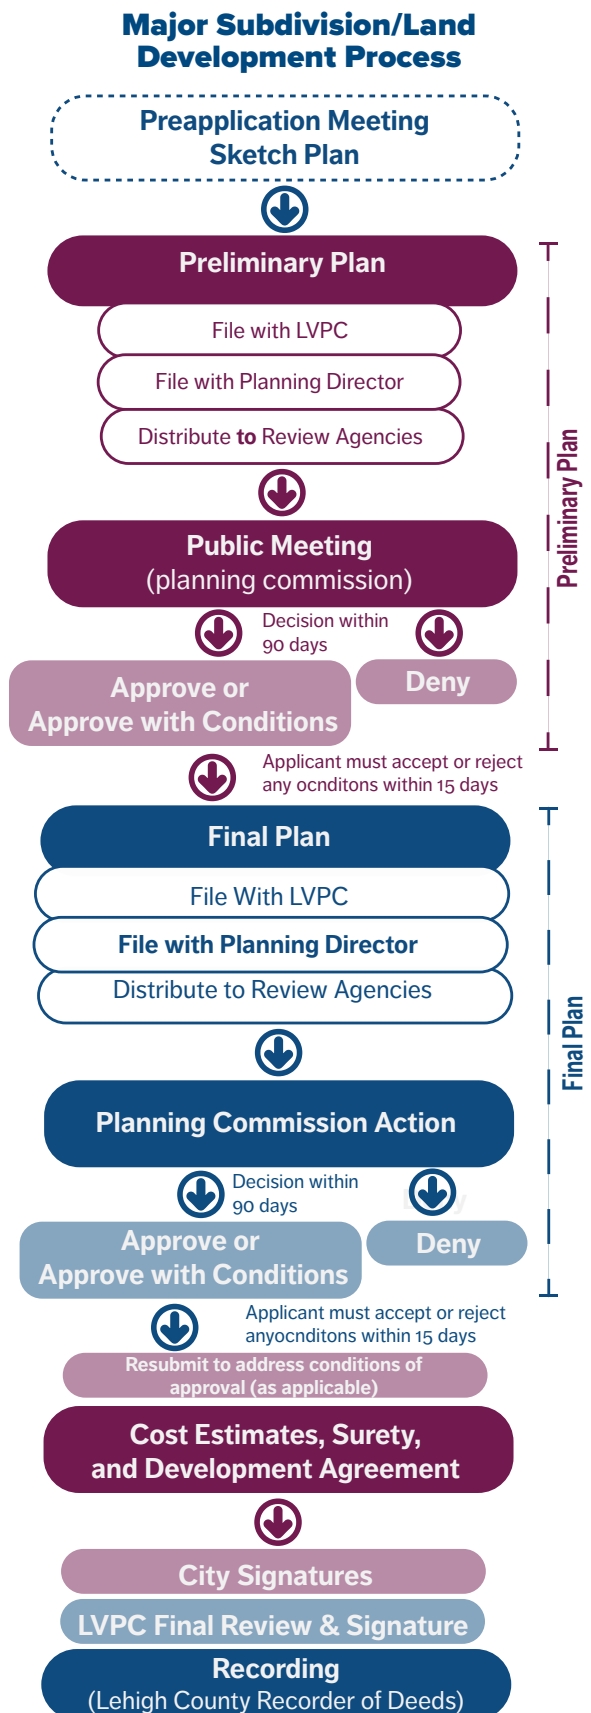 Major Subdivision/Land
Development Process
Preapplication Meeting
Sketch Plan
Preliminary Plan
File with LVPC
File with Planning Director
Distribute to Review Agencies
Public Meeting
(planning commission)
Decision within
90 days
Approve or
Approve with Conditions
Deny
Preliminary Plan
Applicant must accept or reject
any ocnditons within 15 days
Final Plan
File With LVPC
File with Planning Director
Distribute to Review Agencies
Planning Commission Action
Decision within
90 days
Approve or
Approve with Conditions
Deny
Final Plan
Applicant must accept or reject
anyocnditons within 15 days
Resubmit to address conditions of
approval (as applicable)
Cost Estimates, Surety,
and Development Agreement
City Signatures
LVPC Final Review & Signature
Recording
(Lehigh County Recorder of Deeds)